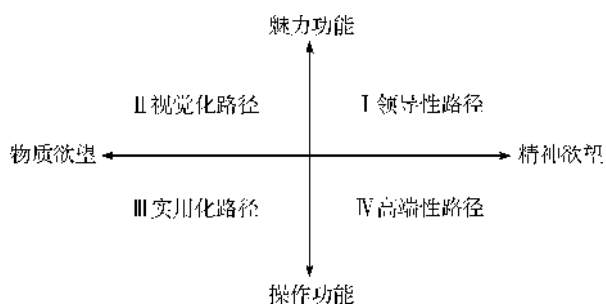 魅力功能
Ⅱ视觉化路径
Ⅰ领导性路径
物质欲望
精神欲望
Ⅲ实用化路径
Ⅳ高端性路径
操作功能